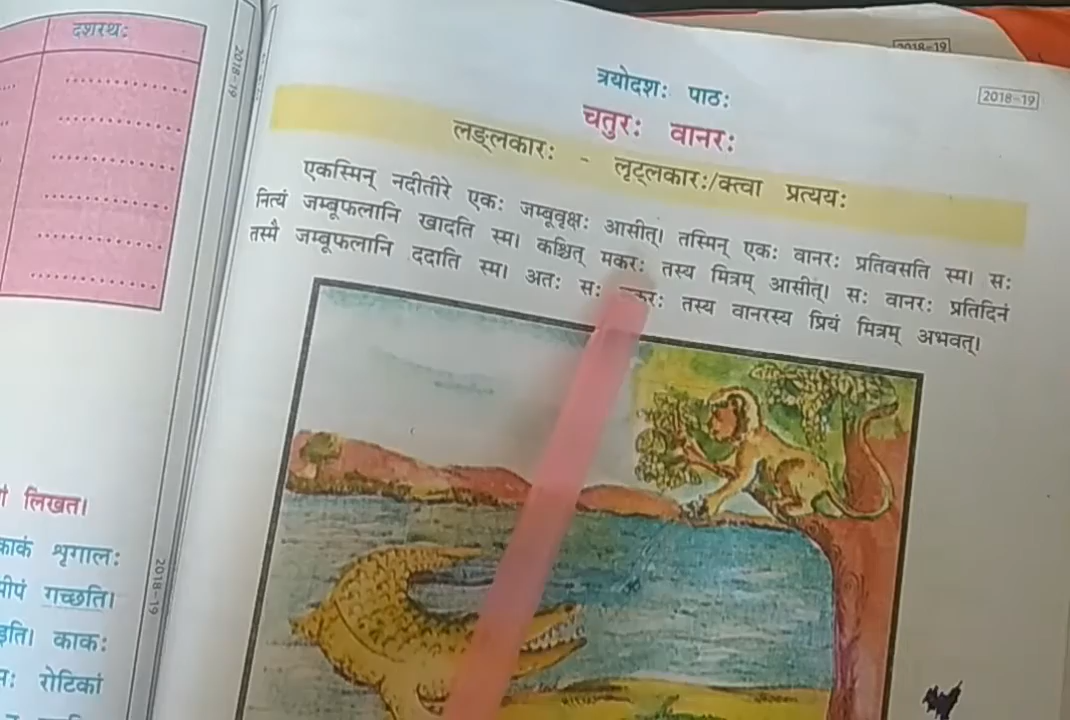 दशरथः
2018-19
2018-19
त्रयोदशः पाठः
2018-19
चतुरः वानरः
लङ्लकारः - लृट्लकारः/क्त्वा प्रत्ययः
एकस्मिन् नदीतीरे एकः जम्बूवृक्षः आसीत्। तस्मिन् एकः वानरः प्रतिवसति स्म। सः
नित्यं जम्बूफलानि खादति स्म। कश्चित् मकरः तस्य मित्रम् आसीत्। सः वानरः प्रतिदिनं
तस्मै जम्बूफलानि ददाति स्म। अतः सः तस्य वानरस्य प्रियं मित्रम् अभवत्।
लिखत।
काकं शृगालः
गच्छति।
काकः
रोटिकां
2018-19